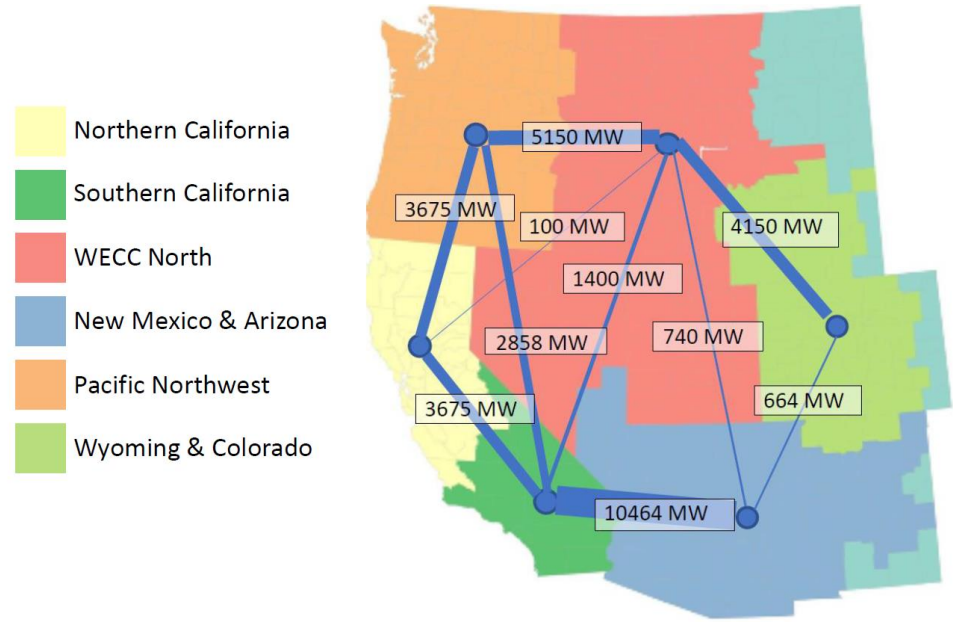 Northern California
Southern California
WECC North
New Mexico & Arizona
Pacific Northwest
Wyoming & Colorado
5150 MW
3675 MW
100 MW
4150 MW
1400 MW
2858 MW
740 MW
3675 MW
664 MW
10464 MW